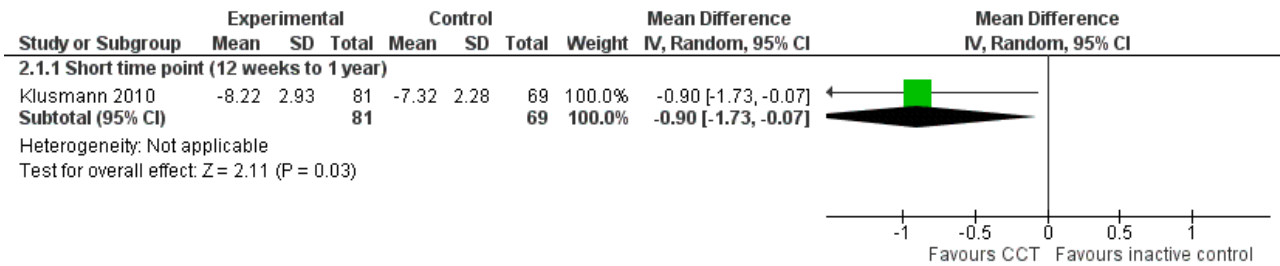 Experimental Control Mean Difference Mean Difference
Study or Subgroup Mean SD Total Mean SD Total Weight IV, Random, 95% CI IV, Random, 95% CI
2.1.1 Short time point (12 weeks to 1 year)
Klusmann 2010 -8.22 2.93 81 -7.32 2.28 69 100.0% -0.90 [-1.73, -0.07]
Subtotal (95% CI) 81 69 100.0% -0.90 [-1.73, -0.07]
Heterogeneity: Not applicable
Test for overall effect: Z = 2.11 (P = 0.03)
-1 -0.5 0 0.5 1
Favours CCT Favours inactive control